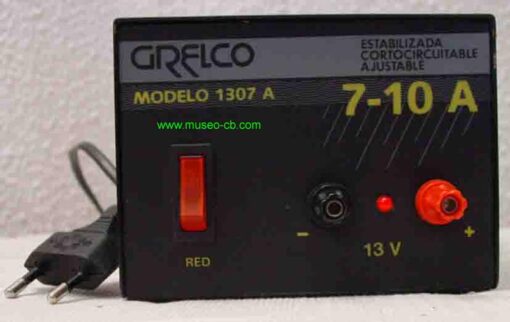 GRELCO
ESTABILIZADA
CORTOCIRCUITABLE
AJUSTABLE
MODELO 1307 A
7-10 A
www.museo-cb.com
− +
RED
13 V